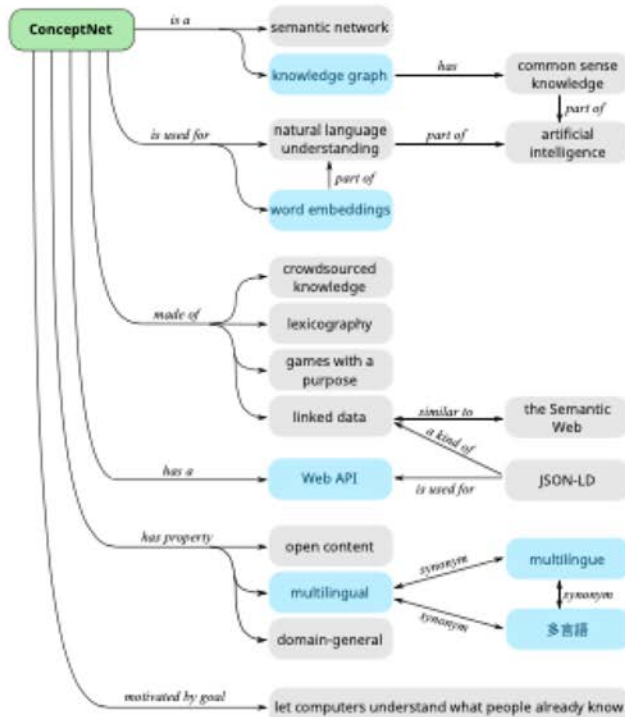 ConceptNet
is a
semantic network
knowledge graph
has
common sense
knowledge
part of
is used for
natural language
understanding
part of
artificial
intelligence
part of
word embeddings
made of
crowdsourced
knowledge
lexicography
games with a
purpose
linked data
similar to
the Semantic
Web
a kind of
has a
Web API
is used for
JSON-LD
has property
open content
multilingual
domain-general
synonym
multilingue
synonym
synonym
多言語
motivated by goal
let computers understand what people already know